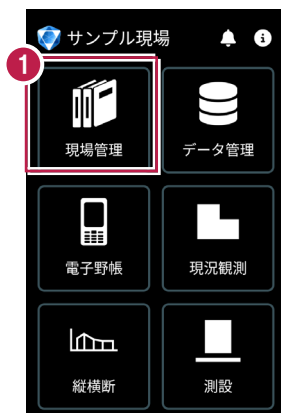 サンプル現場
1
現場管理
データ管理
電子野帳
現況観測
縦横断
測設